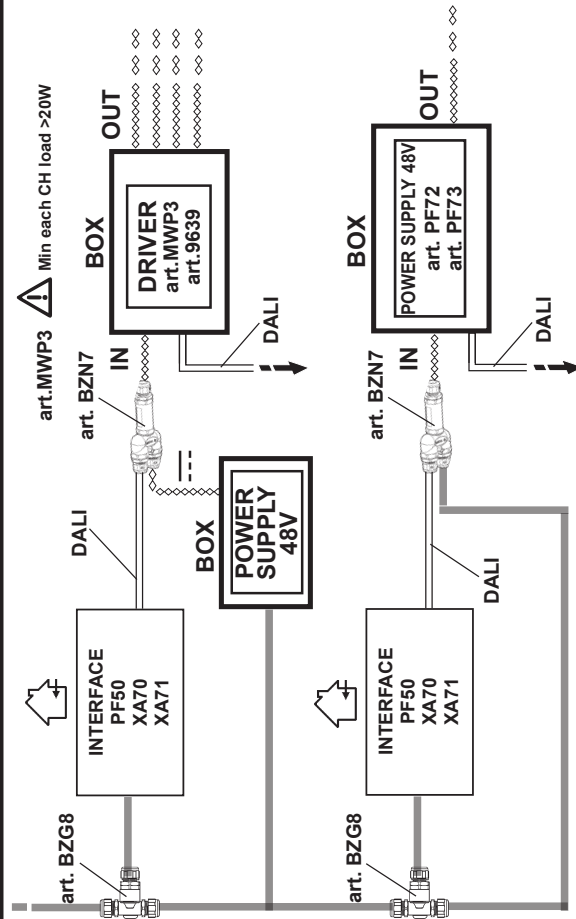 art.MWP3 Min each CH load >20W
BOX
OUT
DRIVER
art.MWP3
art.9639
IN
art. BZN7
DALI
DALI
BOX
POWER
SUPPLY
48V
INTERFACE
PF50
XA70
XA71
art. BZG8
BOX
OUT
POWER SUPPLY 48V
art. PF72
art. PF73
IN
art. BZN7
DALI
DALI
INTERFACE
PF50
XA70
XA71
art. BZG8